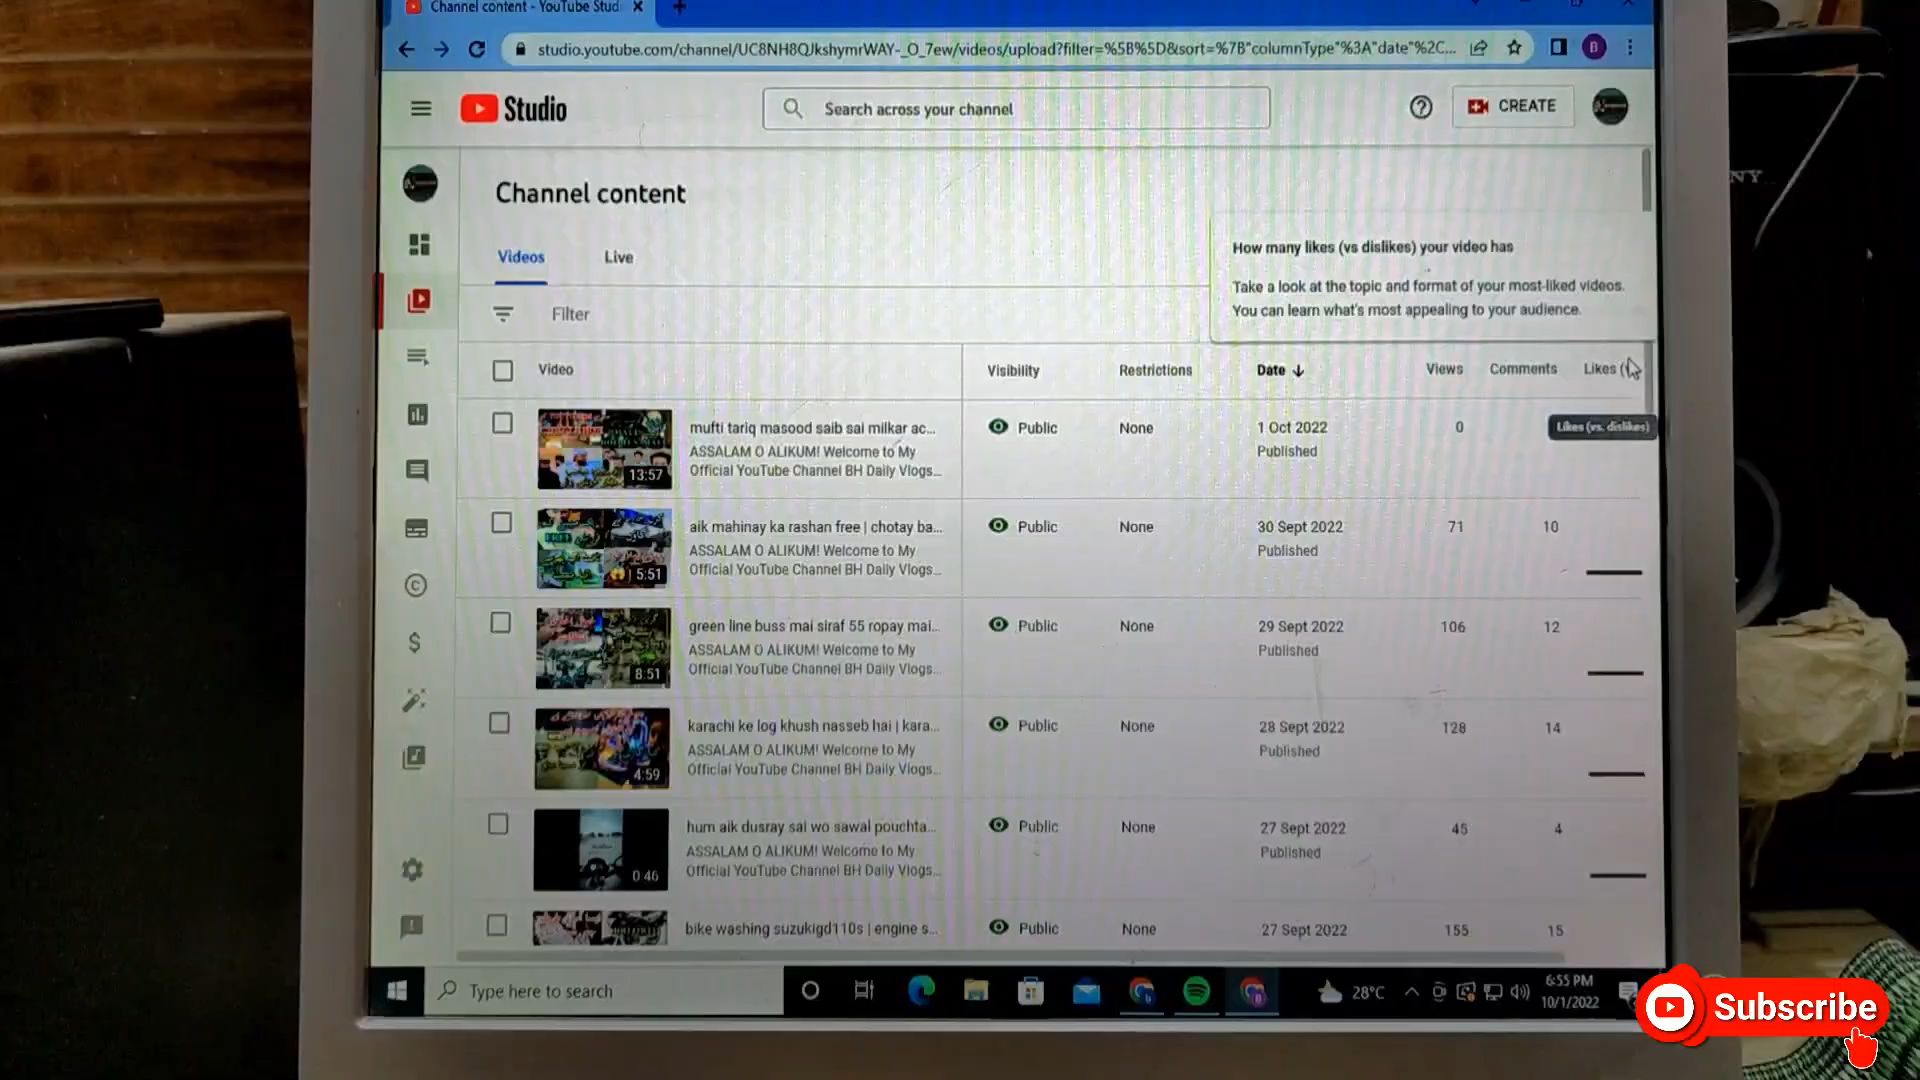 Channel content - YouTube Stud
studio.youtube.com/channel/UC8NH8QJkshymrWAY-_O_7ew/videos/upload?filter=%5B%5D&sort=%7B"columnType"%3A"date"%2C...
B
Studio
Search across your channel
CREATE
Channel content
Videos
Live
How many likes (vs dislikes) your video has
Take a look at the topic and format of your most-liked videos.
You can learn what's most appealing to your audience.
Filter
Video Visibility Restrictions Date Views Comments Likes (
mufti tariq masood saib sai milkar ac... Public None 1 Oct 2022 0
Likes (vs. dislikes)
ASSALAM O ALIKUM! Welcome to My Published
Official YouTube Channel BH Daily Vlogs...
13:57
aik mahinay ka rashan free | chotay ba... Public None 30 Sept 2022 71 10
ASSALAM O ALIKUM! Welcome to My Published
Official YouTube Channel BH Daily Vlogs...
5:51
green line buss mai siraf 55 ropay mai... Public None 29 Sept 2022 106 12
ASSALAM O ALIKUM! Welcome to My Published
Official YouTube Channel BH Daily Vlogs...
8:51
karachi ke log khush nasseb hai | kara... Public None 28 Sept 2022 128 14
ASSALAM O ALIKUM! Welcome to My Published
Official YouTube Channel BH Daily Vlogs...
4:59
hum aik dusray sai wo sawal pouchta... Public None 27 Sept 2022 45 4
ASSALAM O ALIKUM! Welcome to My Published
Official YouTube Channel BH Daily Vlogs...
0:46
bike washing suzukigd110s | engine s... Public None 27 Sept 2022 155 15
Type here to search
28°C
6:55 PM
10/1/2022
Subscribe